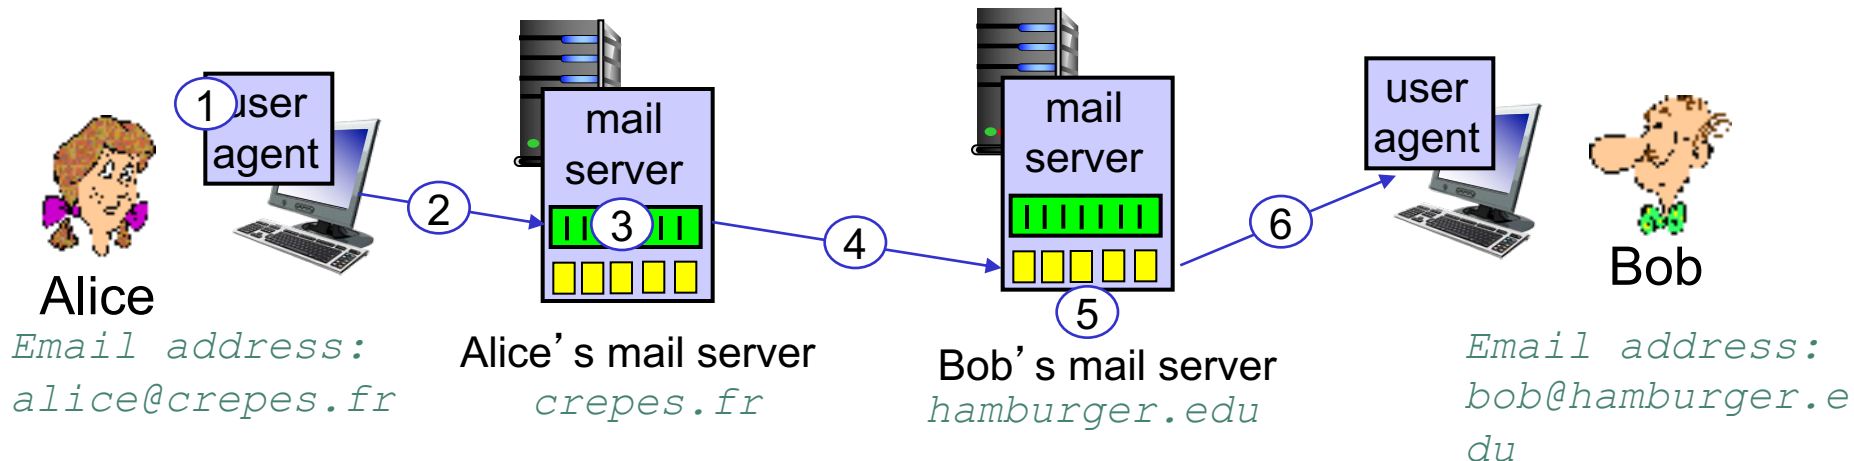 1
user
agent
2
mail
server
3
4
mail
server
5
6
user
agent
Alice
Email address:
alice@crepes.fr
Alice’s mail server
crepes.fr
Bob’s mail server
hamburger.edu
Bob
Email address:
bob@hamburger.e
du